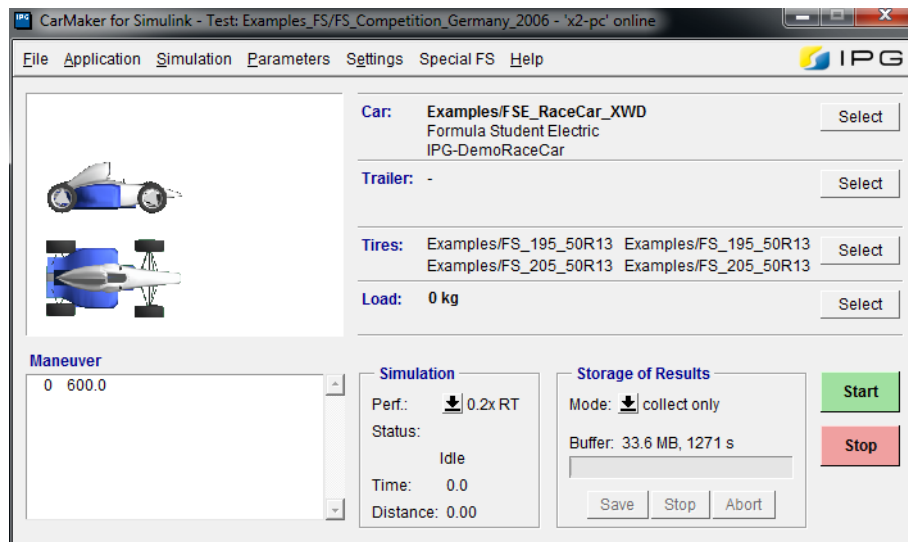 CarMaker for Simulink - Test: Examples_FS/FS_Competition_Germany_2006 - 'x2-pc' online
File Application Simulation Parameters Settings Special FS Help
IPG
Car: Examples/FSE_RaceCar_XWD Select
Formula Student Electric
IPG-DemoRaceCar
Trailer: - Select
Tires: Examples/FS_195_50R13 Examples/FS_195_50R13 Select
Examples/FS_205_50R13 Examples/FS_205_50R13
Load: 0 kg Select
Maneuver
0 600.0
Simulation
Perf.: 0.2x RT
Status:
Idle
Time: 0.0
Distance: 0.00
Storage of Results
Mode: collect only
Buffer: 33.6 MB, 1271 s
Save Stop Abort
Start
Stop